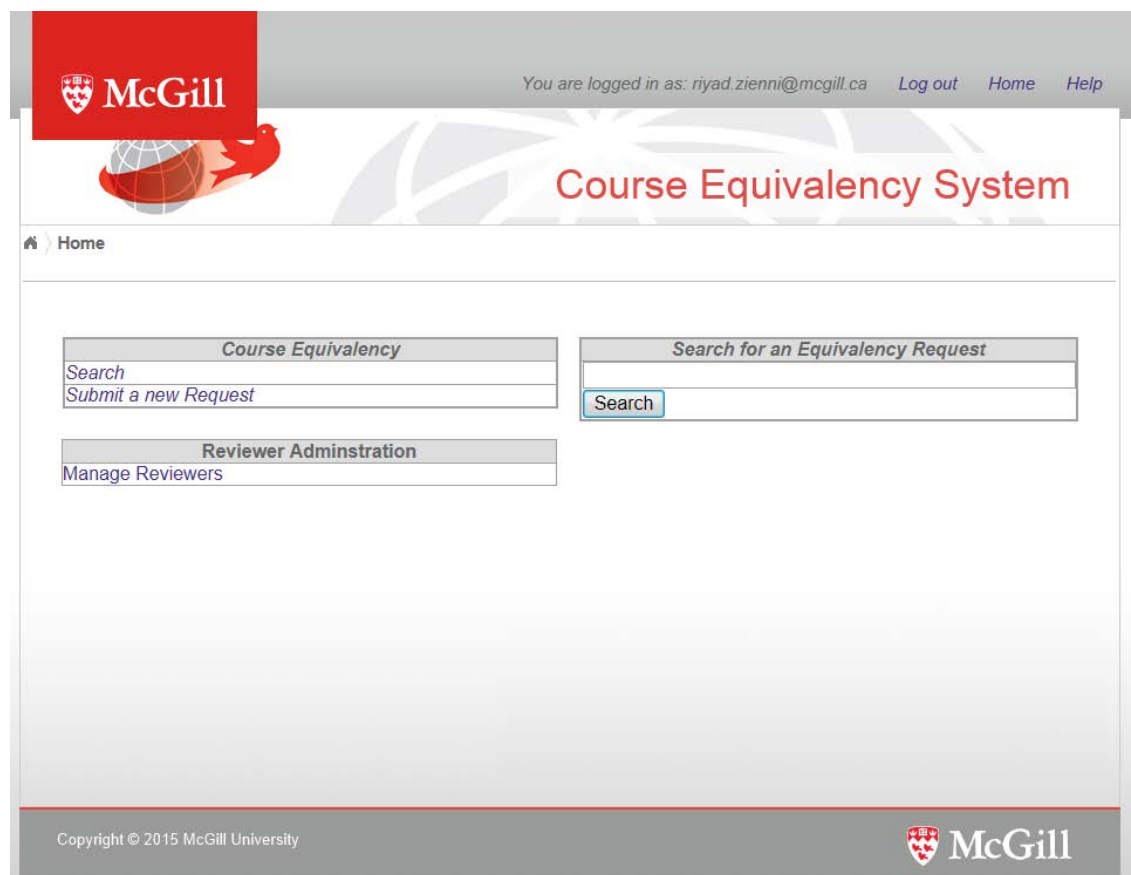 McGill
You are logged in as: riyad.zienni@mcgill.ca Log out Home Help
Course Equivalency System
Home
Course Equivalency
Search
Submit a new Request
Search for an Equivalency Request
Search
Reviewer Adminstration
Manage Reviewers
Copyright © 2015 McGill University
McGill